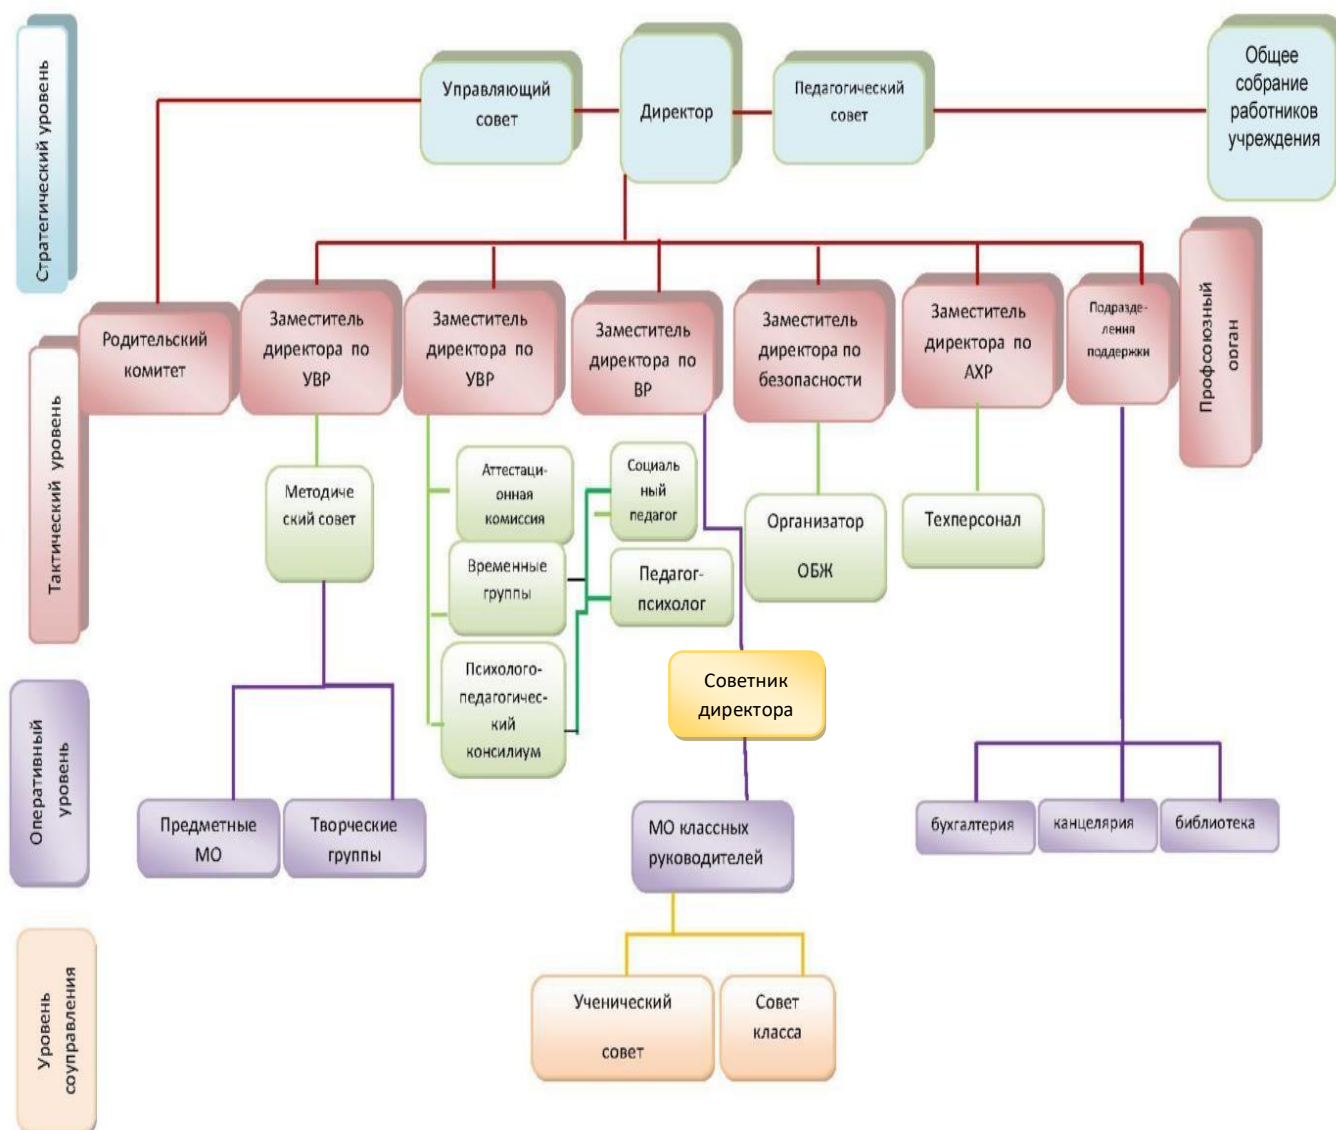 Стратегический уровень
Управляющий
совет
Директор
Педагогический
совет
Общее
собрание
работников
учреждения
Тактический уровень
Родительский
комитет
Заместитель
директора по
УВР
Заместитель
директора по
УВР
Заместитель
директора по
ВР
Заместитель
директора по
безопасности
Заместитель
директора по
АХР
Подразде-
ления
поддержки
Профсоюзный
орган
Методиче
ский совет
Аттестаци-
онная
комиссия
Временные
группы
Психолого-
педагогичес-
кий
консилиум
Социаль
ный
педагог
Педагог-
психолог
Организатор
ОБЖ
Техперсонал
Советник
директора
Оперативный
уровень
Предметные
МО
Творческие
группы
МО классных
руководителей
бухгалтерия
канцелярия
библиотека
Уровень
соуправления
Ученический
совет
Совет
класса